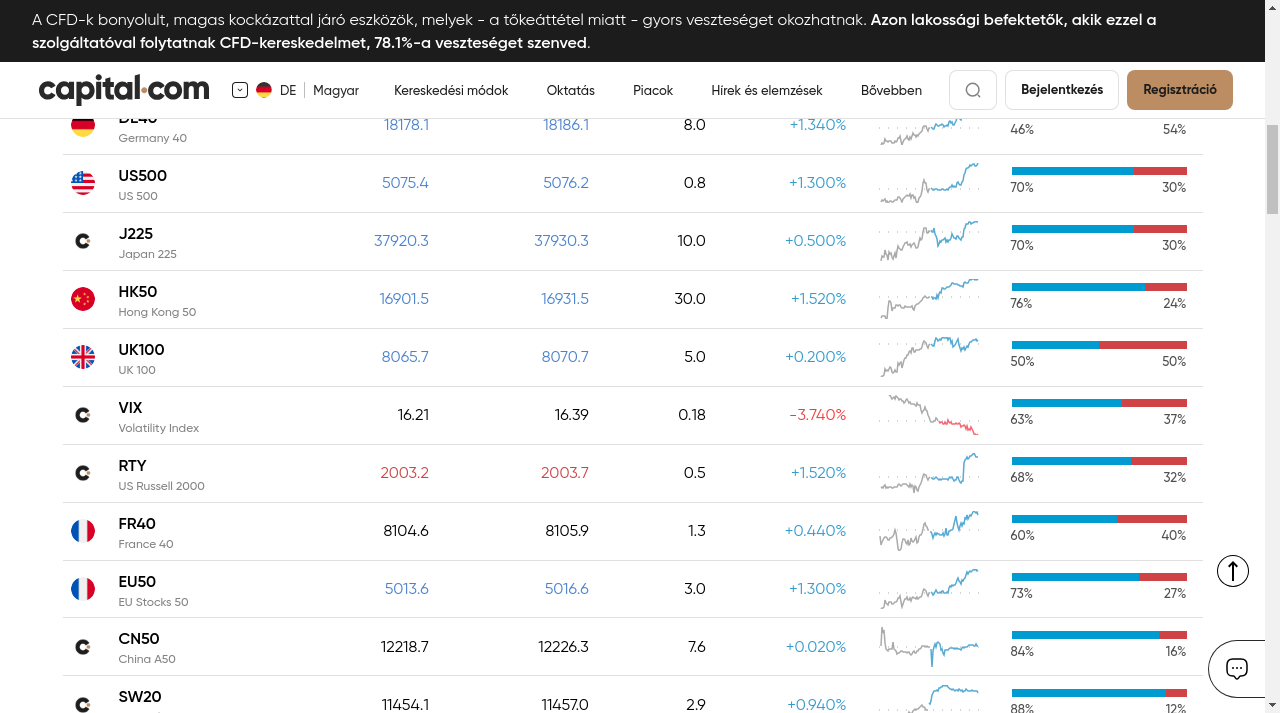 A CFD-k bonyolult, magas kockázattal járó eszközök, melyek - a tőkeáttétel miatt - gyors veszteséget okozhatnak. Azon lakossági befektetők, akik ezzel a
szolgáltatóval folytatnak CFD-kereskedelmet, 78.1%-a veszteséget szenved.
capital.com DE Magyar Kereskedési módok Oktatás Piacok Hírek és elemzések Bővebben Bejelentkezés Regisztráció
DE40 18178.1 18186.1 8.0 +1.340% 46% 54%
Germany 40
US500 5075.4 5076.2 0.8 +1.300% 70% 30%
US 500
J225 37920.3 37930.3 10.0 +0.500% 70% 30%
Japan 225
HK50 16901.5 16931.5 30.0 +1.520% 76% 24%
Hong Kong 50
UK100 8065.7 8070.7 5.0 +0.200% 50% 50%
UK 100
VIX 16.21 16.39 0.18 -3.740% 63% 37%
Volatility Index
RTY 2003.2 2003.7 0.5 +1.520% 68% 32%
US Russell 2000
FR40 8104.6 8105.9 1.3 +0.440% 60% 40%
France 40
EU50 5013.6 5016.6 3.0 +1.300% 73% 27%
EU Stocks 50
CN50 12218.7 12226.3 7.6 +0.020% 84% 16%
China A50
SW20 11454.1 11457.0 2.9 +0.940% 88% 12%